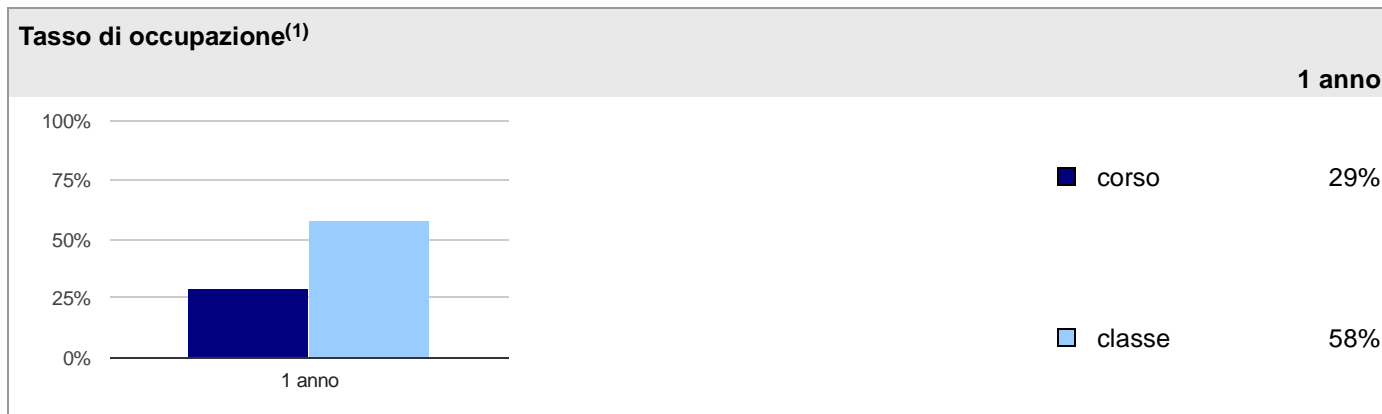 Tasso di occupazione(1)
1 anno
100%
75%
50%
25%
0%
1 anno
corso 29%
classe 58%